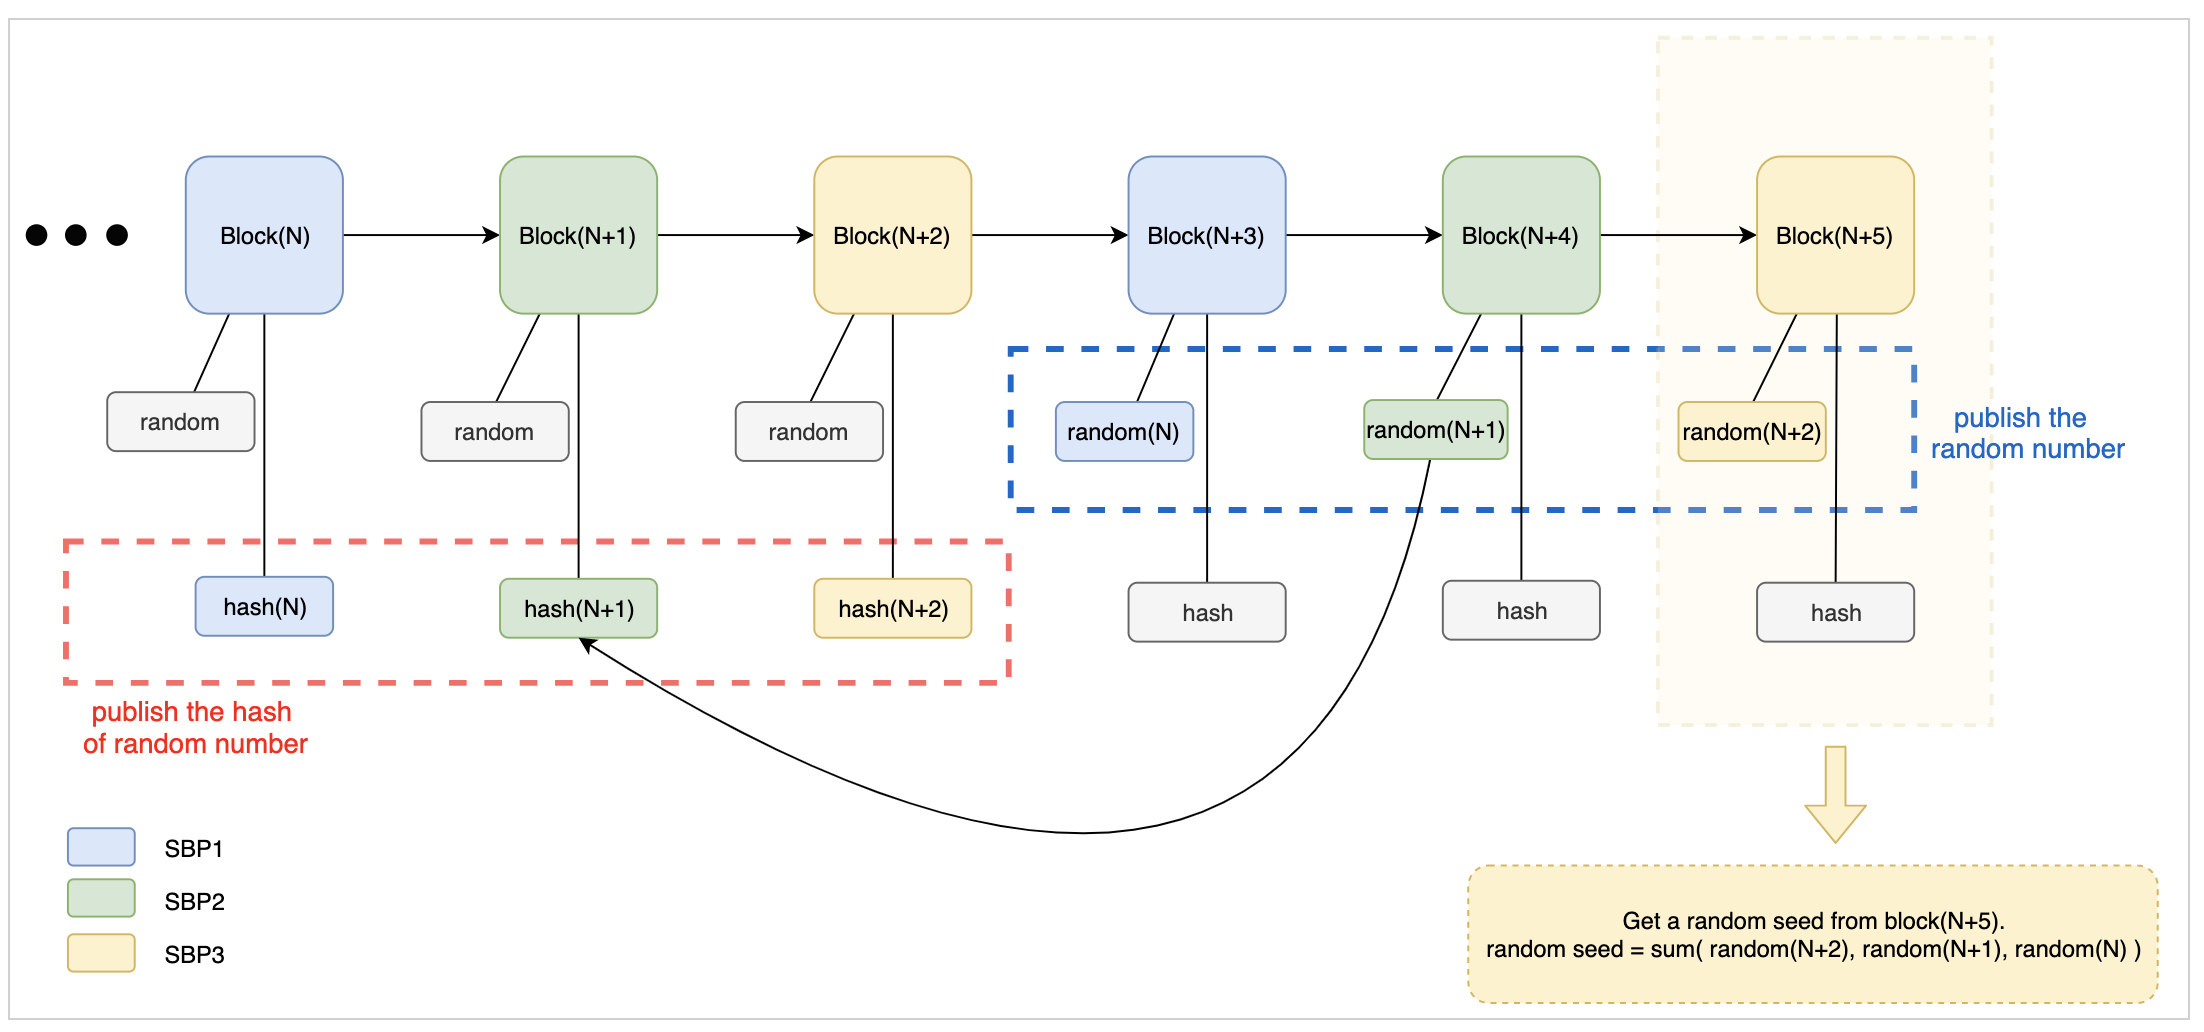 Block(N)
Block(N+1)
Block(N+2)
Block(N+3)
Block(N+4)
Block(N+5)
random
random
random
random(N)
random(N+1)
random(N+2)
publish the
random number
hash(N)
hash(N+1)
hash(N+2)
hash
hash
hash
publish the hash
of random number
SBP1
SBP2
SBP3
Get a random seed from block(N+5).
random seed = sum( random(N+2), random(N+1), random(N) )